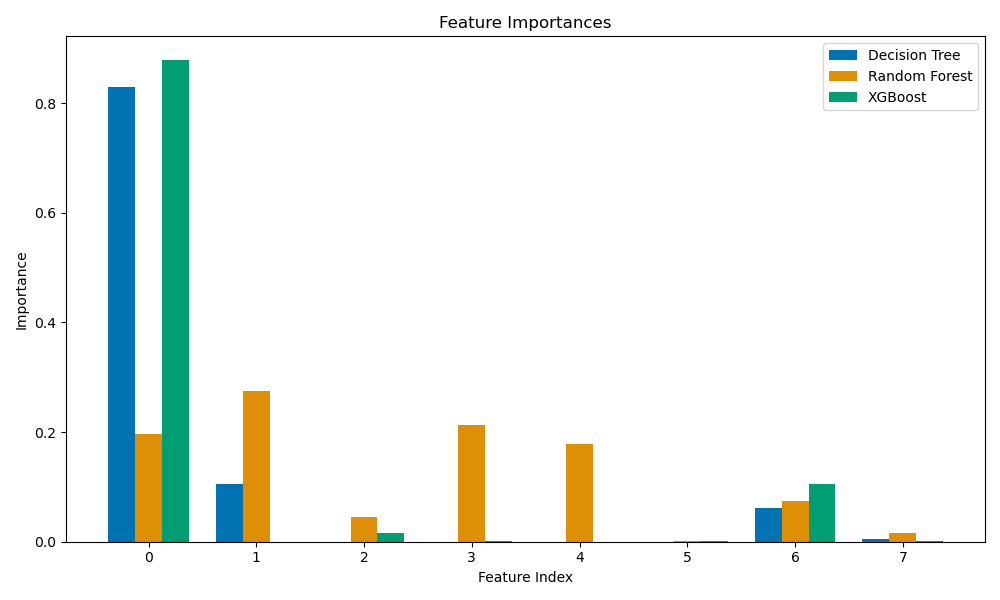 Feature Importances
Decision Tree
Random Forest
XGBoost
0.8
0.6
0.4
0.2
0.0
Importance
0 1 2 3 4 5 6 7
Feature Index